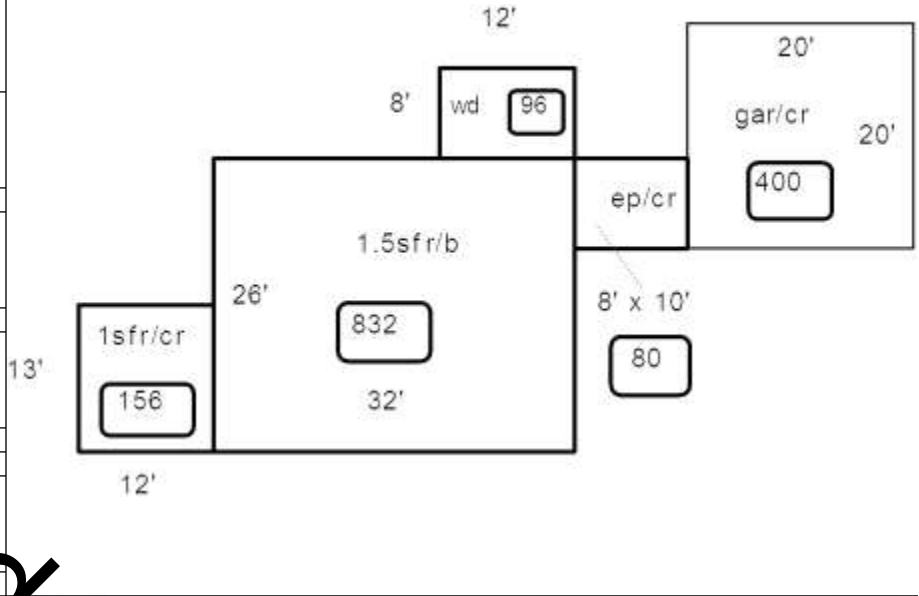 12'
20'
8'
wd
96
gar/cr
20'
400
ep/cr
1.5sfr/b
26'
8' x 10'
1sfr/cr
832
13'
80
156
32'
12'